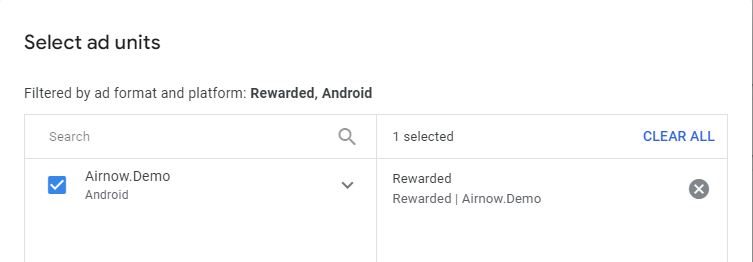 Select ad units
Filtered by ad format and platform: Rewarded, Android
Search
1 selected
CLEAR ALL
Airnow.Demo
Android
Rewarded
Rewarded | Airnow.Demo